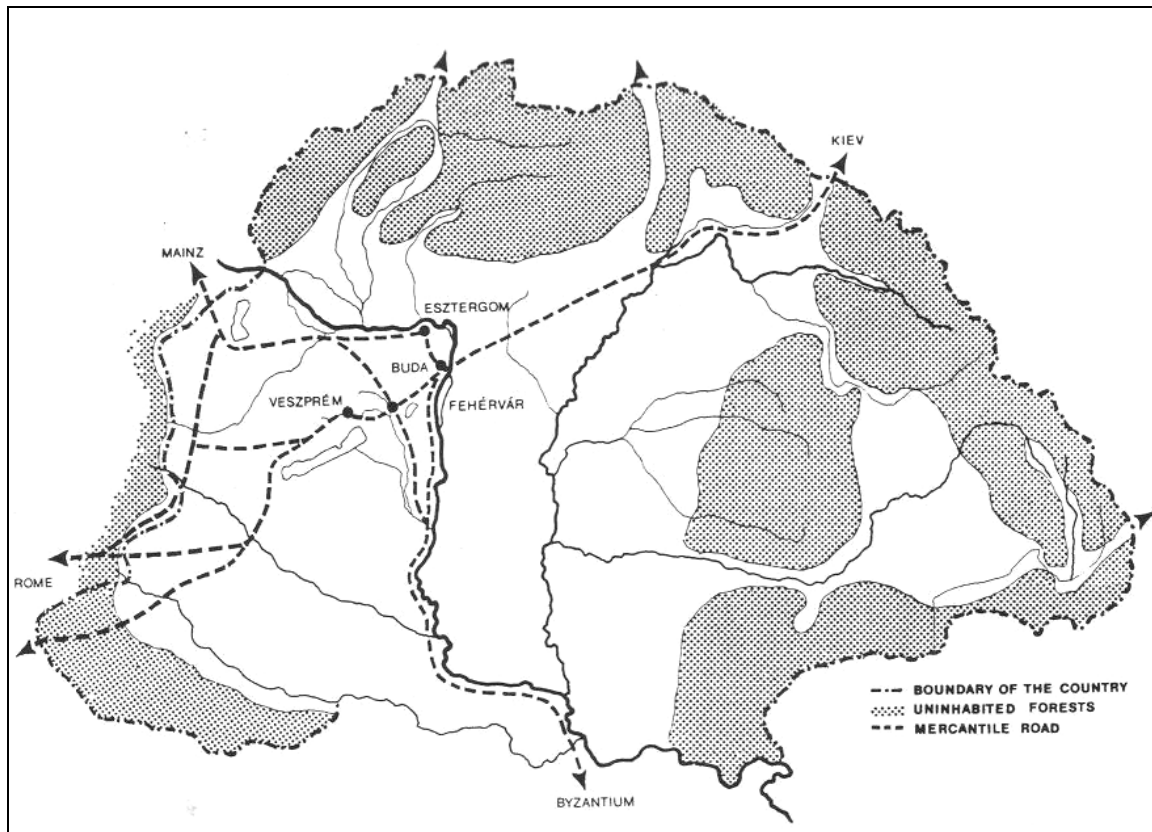 KIEV
MAINZ
ESZTERGOM
BUDA
VESZPRÉM
FEHÉRVÁR
ROME
BOUNDARY OF THE COUNTRY
UNINHABITED FORESTS
MERCANTILE ROAD
BYZANTIUM